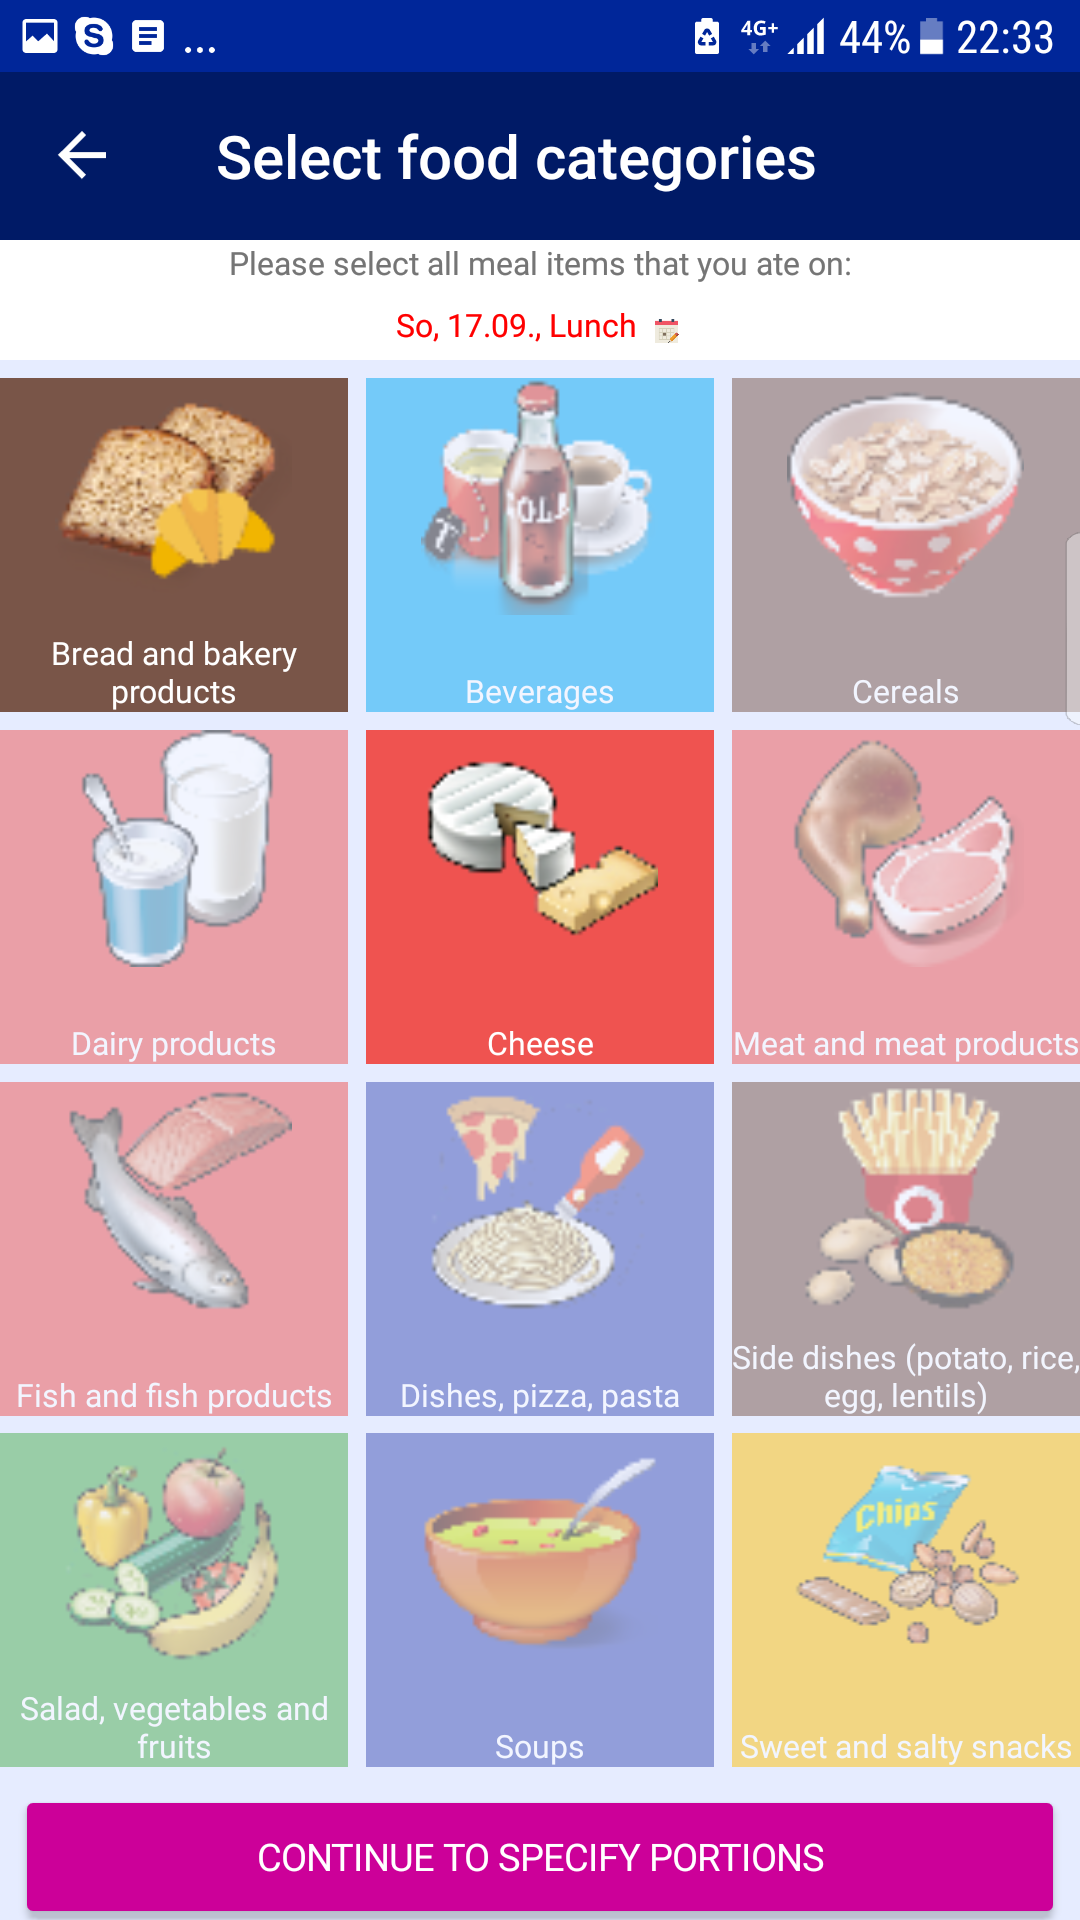 4G+ 44% 22:33
Select food categories
Please select all meal items that you ate on:
So, 17.09., Lunch
COLA
Bread and bakery
products
Beverages
Cereals
Dairy products
Cheese
Meat and meat products
Fish and fish products
Dishes, pizza, pasta
Side dishes (potato, rice,
egg, lentils)
Chips
Salad, vegetables and
fruits
Soups
Sweet and salty snacks
CONTINUE TO SPECIFY PORTIONS